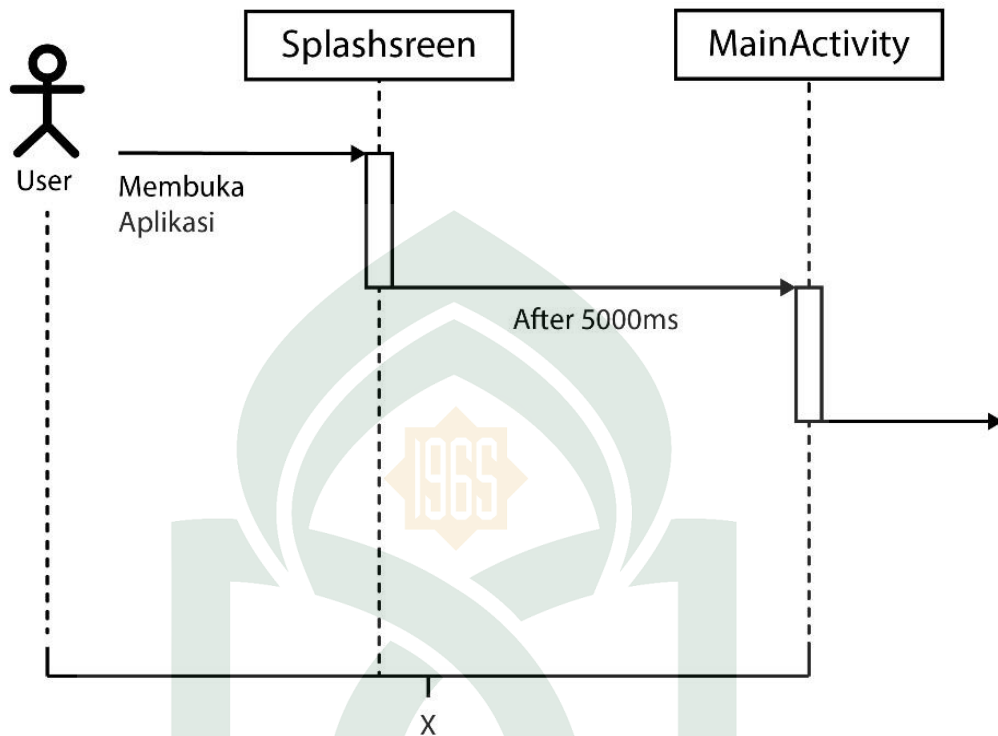 Splashsreen
MainActivity
User
Membuka
Aplikasi
After 5000ms
1965
X